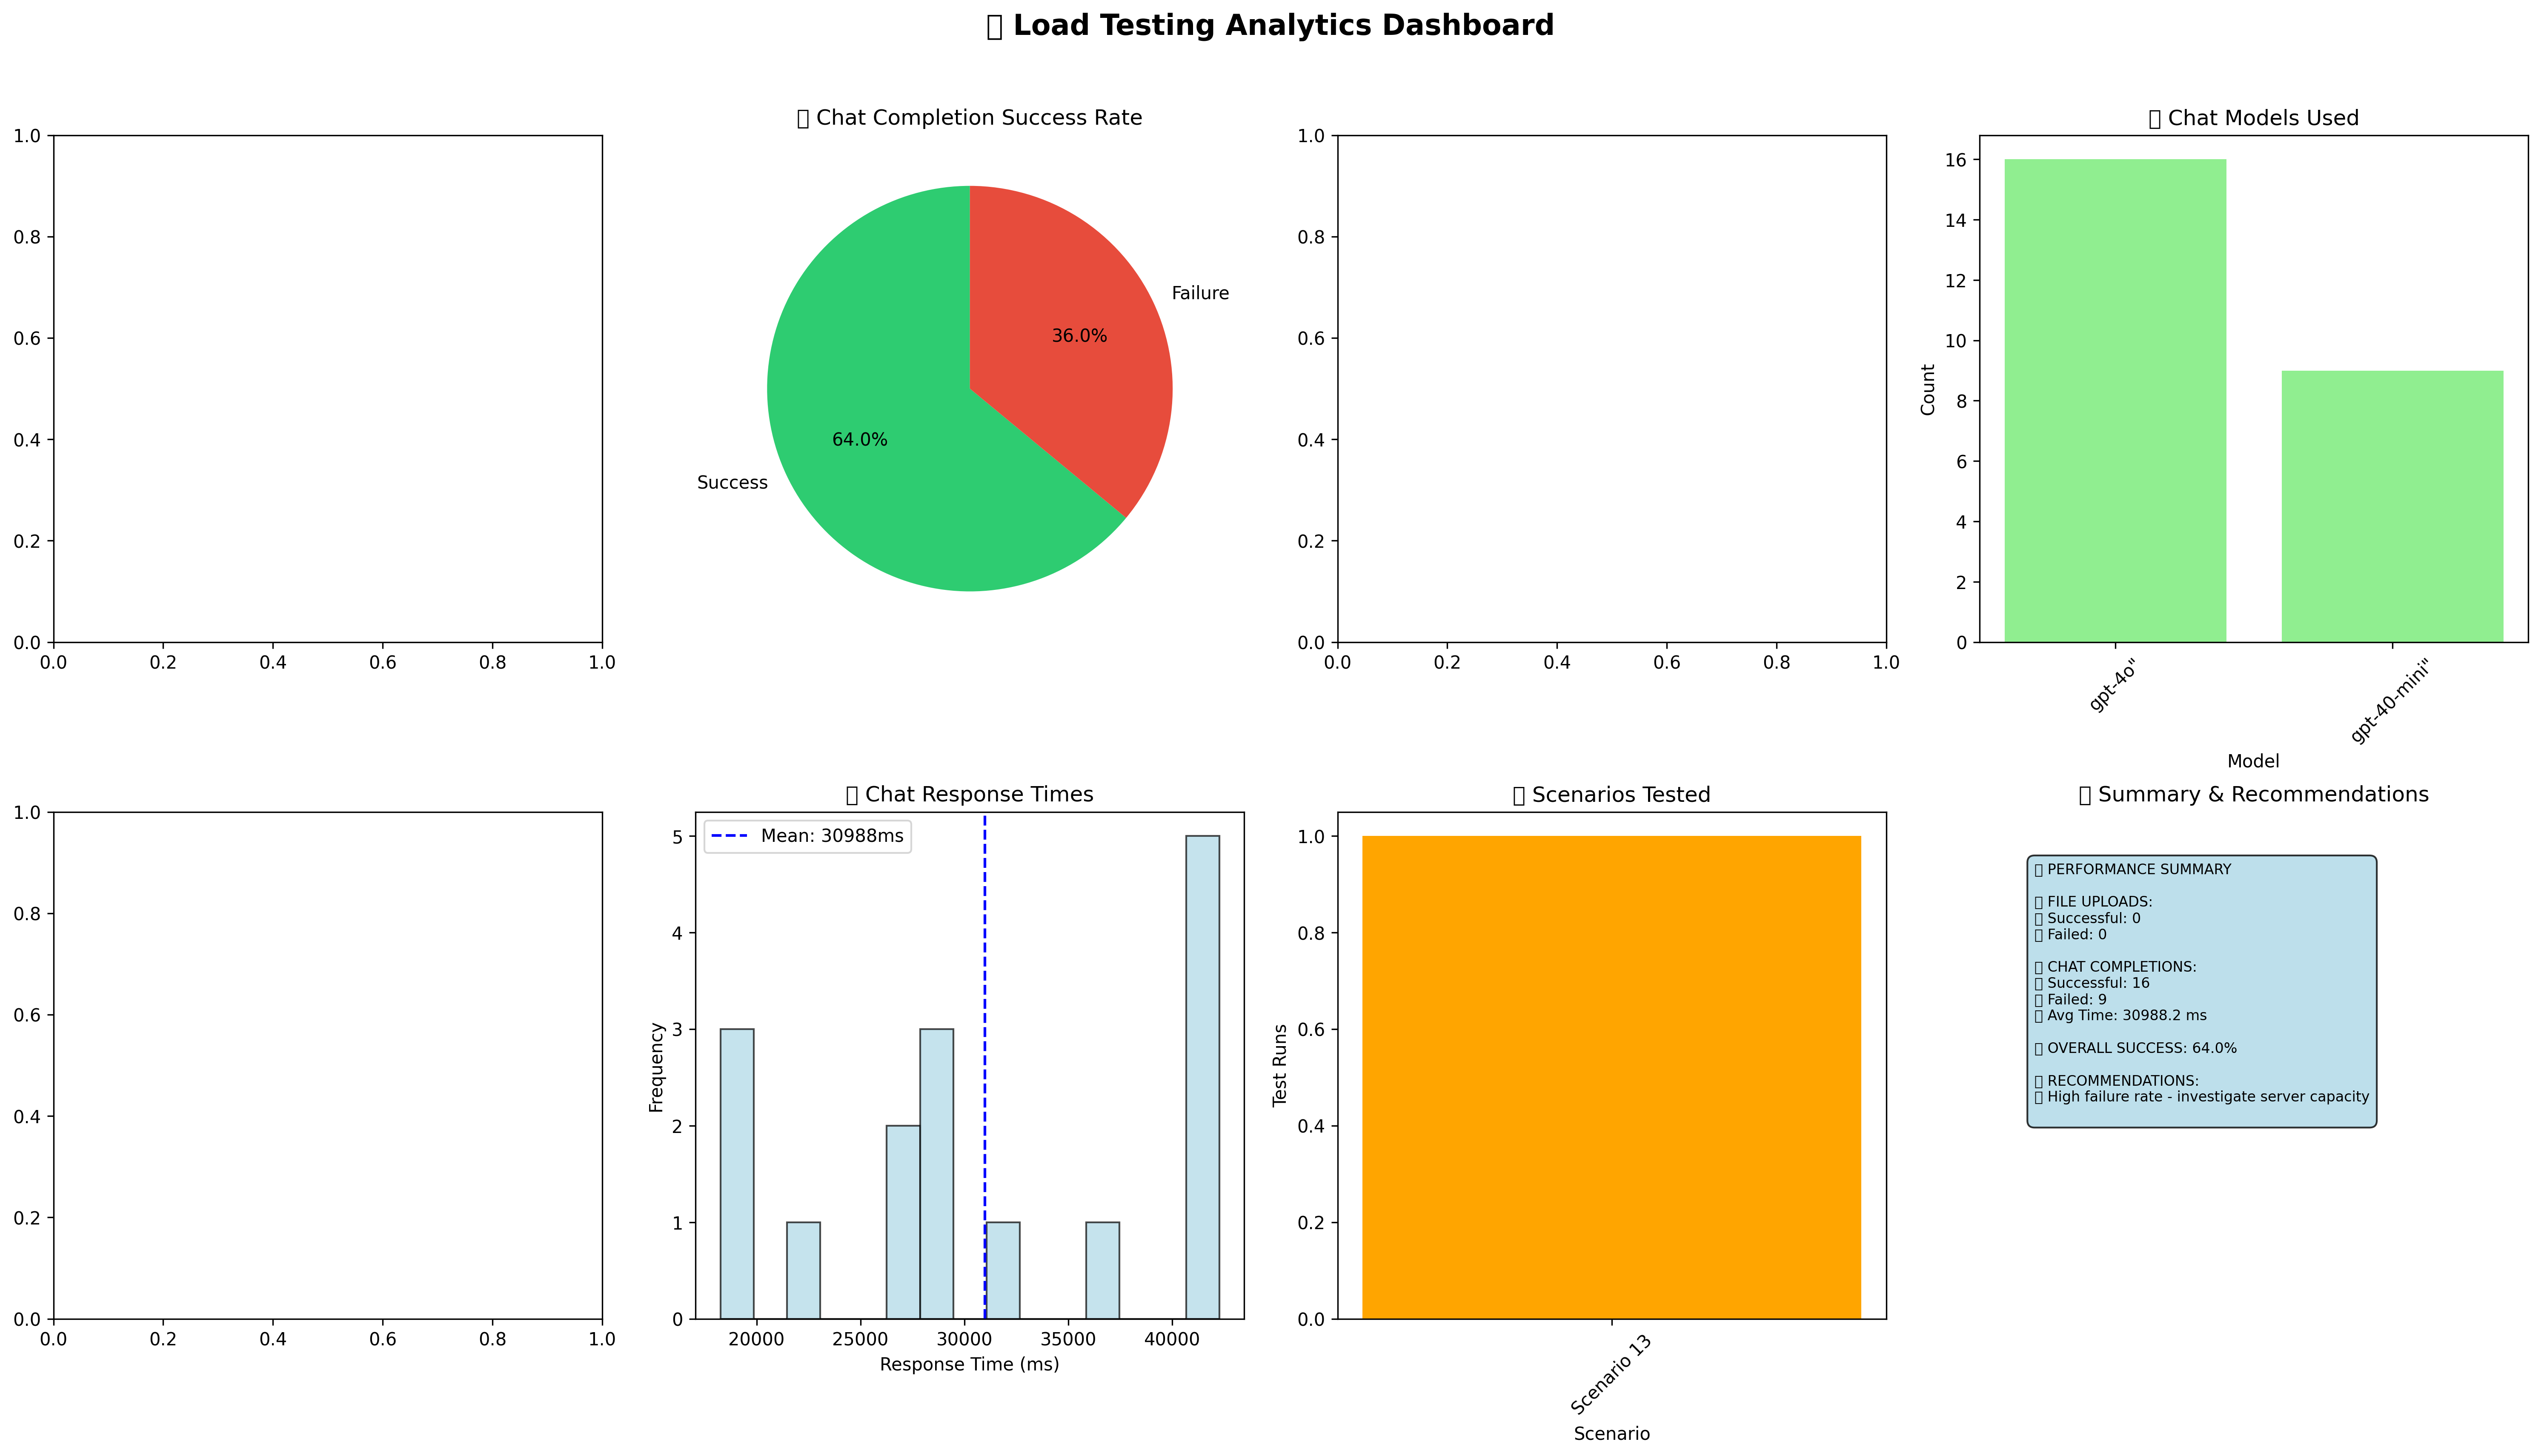 ▯ Load Testing Analytics Dashboard
1.0
0.8
0.6
0.4
0.2
0.0
0.0 0.2 0.4 0.6 0.8 1.0
▯ Chat Completion Success Rate
Failure
36.0%
64.0%
Success
1.0
0.8
0.6
0.4
0.2
0.0
0.0 0.2 0.4 0.6 0.8 1.0
▯ Chat Models Used
16
14
12
10
8
6
4
2
0
Count
gpt-4o"
gpt-40-mini"
Model
1.0
0.8
0.6
0.4
0.2
0.0
0.0 0.2 0.4 0.6 0.8 1.0
▯ Chat Response Times
Mean: 30988ms
5
4
3
2
1
0
Frequency
20000 25000 30000 35000 40000
Response Time (ms)
▯ Scenarios Tested
1.0
0.8
0.6
0.4
0.2
0.0
Test Runs
Scenario 13
Scenario
▯ Summary & Recommendations
▯ PERFORMANCE SUMMARY
▯ FILE UPLOADS:
▯ Successful: 0
▯ Failed: 0
▯ CHAT COMPLETIONS:
▯ Successful: 16
▯ Failed: 9
▯ Avg Time: 30988.2 ms
▯ OVERALL SUCCESS: 64.0%
▯ RECOMMENDATIONS:
▯ High failure rate - investigate server capacity